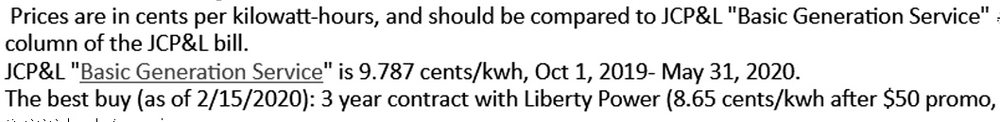 Prices are in cents per kilowatt-hours, and should be compared to JCP&L "Basic Generation Service"
column of the JCP&L bill.
JCP&L "Basic Generation Service" is 9.787 cents/kwh, Oct 1, 2019- May 31, 2020.
The best buy (as of 2/15/2020): 3 year contract with Liberty Power (8.65 cents/kwh after $50 promo,